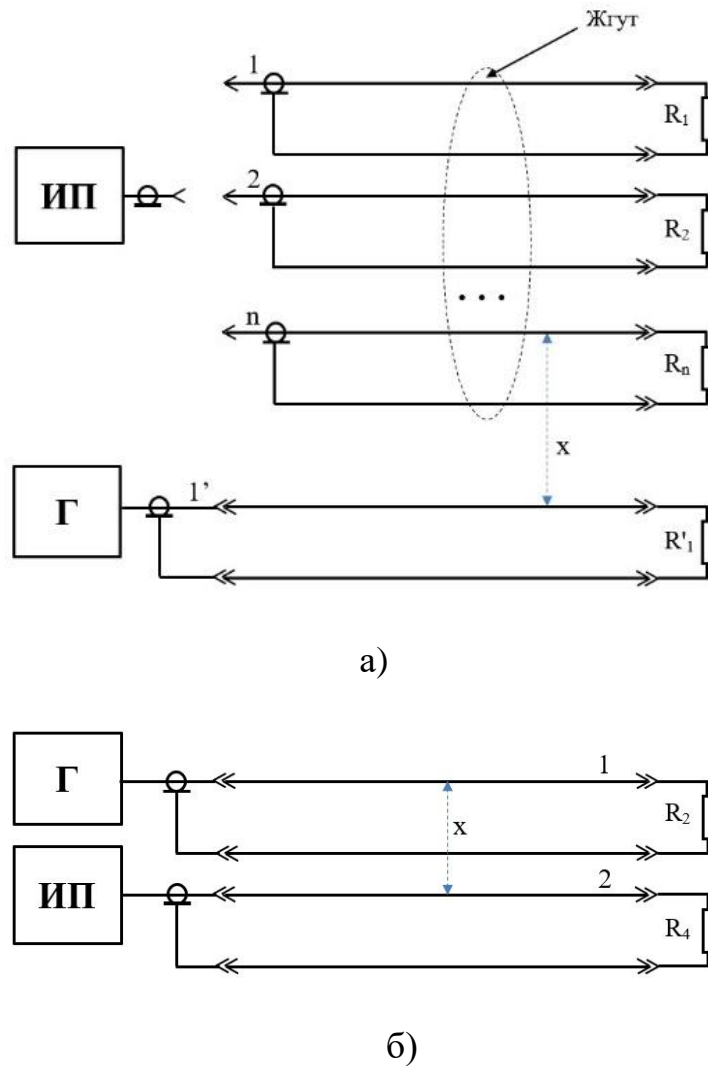 Жгут
1
R₁
ИП
2
R₂
...
n
Rₙ
x
Г
1’
R'₁
а)
Г
1
R₂
x
ИП
2
R₄
б)